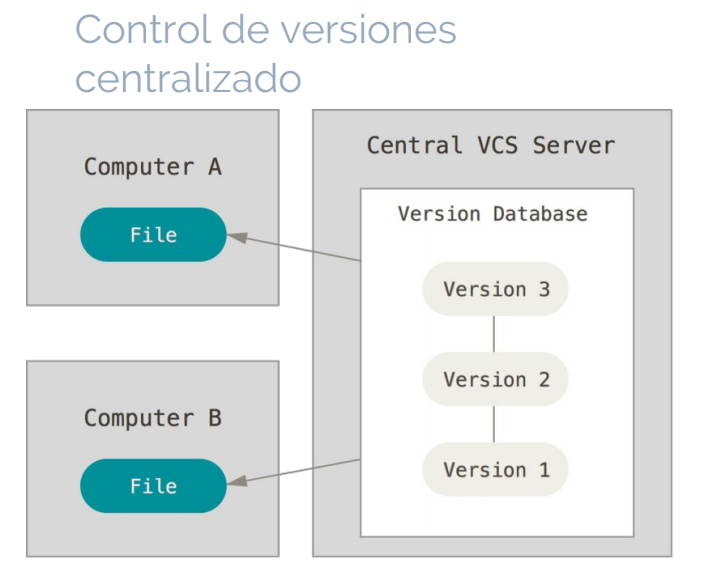 Control de versiones
centralizado
Computer A
File
Computer B
File
Central VCS Server
Version Database
Version 3
Version 2
Version 1